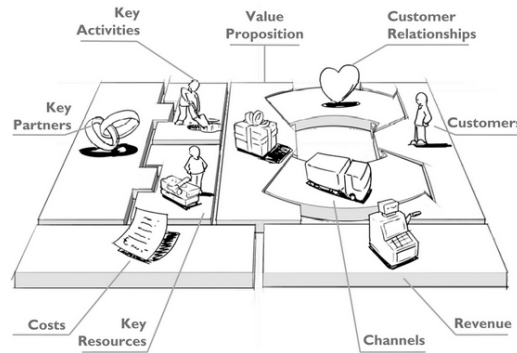 Key
Activities
Value
Proposition
Customer
Relationships
Key
Partners
Customers
Costs
Key
Resources
Channels
Revenue